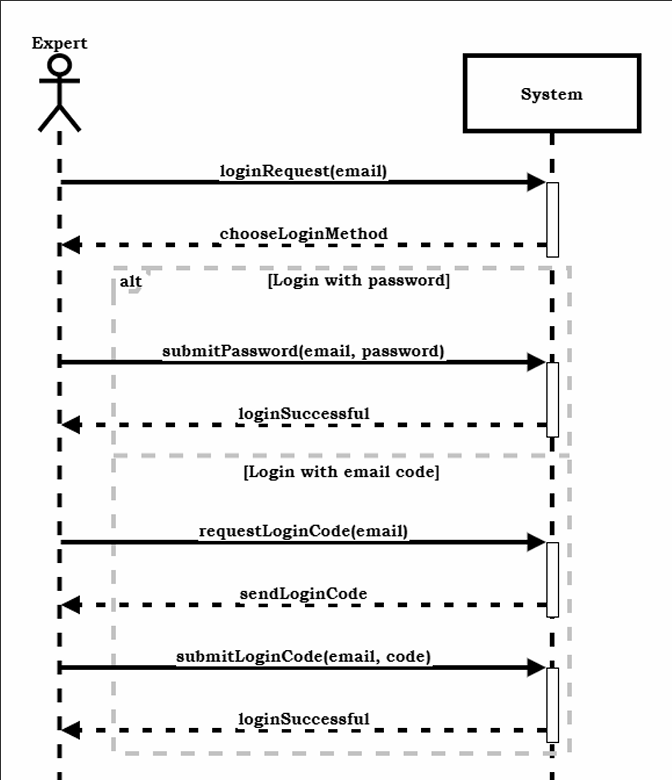 Expert
System
loginRequest(email)
chooseLoginMethod
alt
[Login with password]
submitPassword(email, password)
loginSuccessful
[Login with email code]
requestLoginCode(email)
sendLoginCode
submitLoginCode(email, code)
loginSuccessful